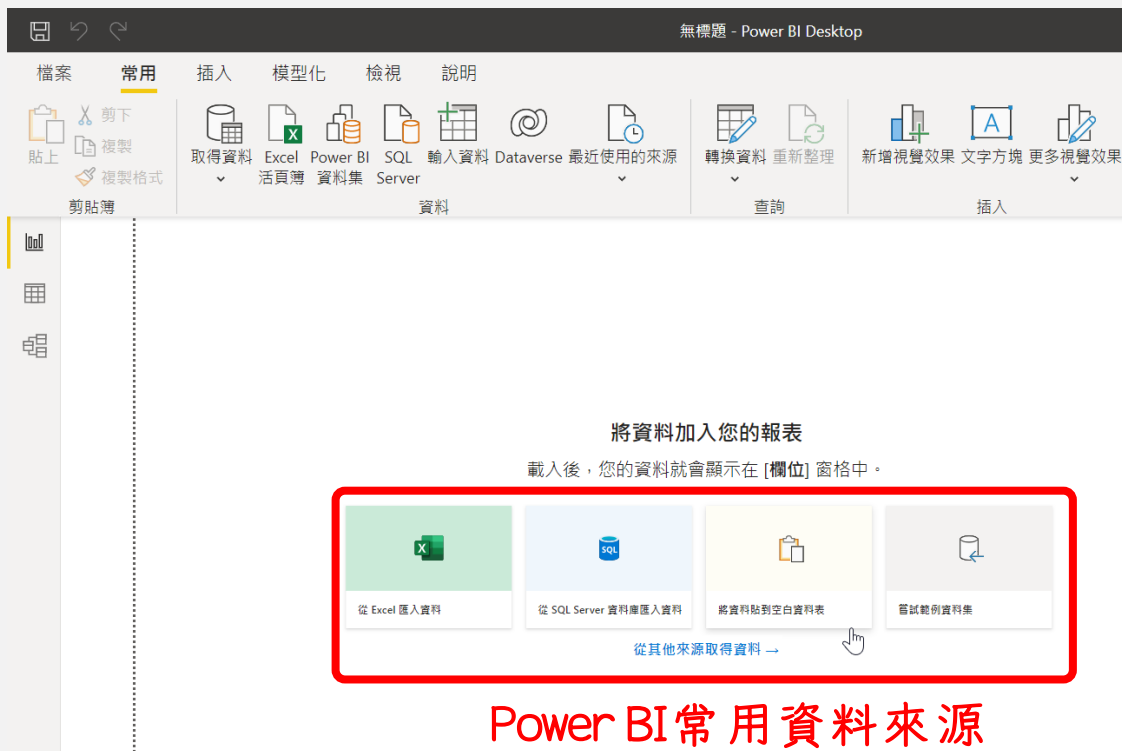 無標題 - Power BI Desktop
檔案 常用 插入 模型化 檢視 說明
貼上
剪下
複製
複製格式
剪貼簿
取得資料
Excel 活頁簿
Power BI 資料集
SQL Server
輸入資料
Dataverse
最近使用的來源
資料
轉換資料
重新整理
查詢
新增視覺效果
文字方塊
更多視覺效果
插入
將資料加入您的報表
載入後，您的資料就會顯示在 [欄位] 窗格中。
X
SQL
從 Excel 匯入資料
從 SQL Server 資料庫匯入資料
將資料貼到空白資料表
嘗試範例資料集
從其他來源取得資料 →
Power BI常用資料來源